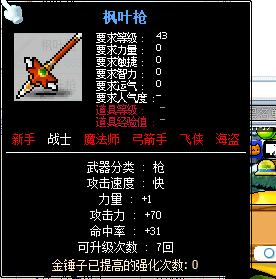 枫叶枪
要求等级： 43
要求力量： 0
要求敏捷： 0
要求智力： 0
要求运气： 0
要求人气度： -
道具等级： -
道具经验值： -
新手 战士 魔法师 弓箭手 飞侠 海盗
武器分类 : 枪
攻击速度 : 快
力量 : +1
攻击力 : +70
命中率 : +31
可升级次数 : 7回
金锤子已提高的强化次数: 0